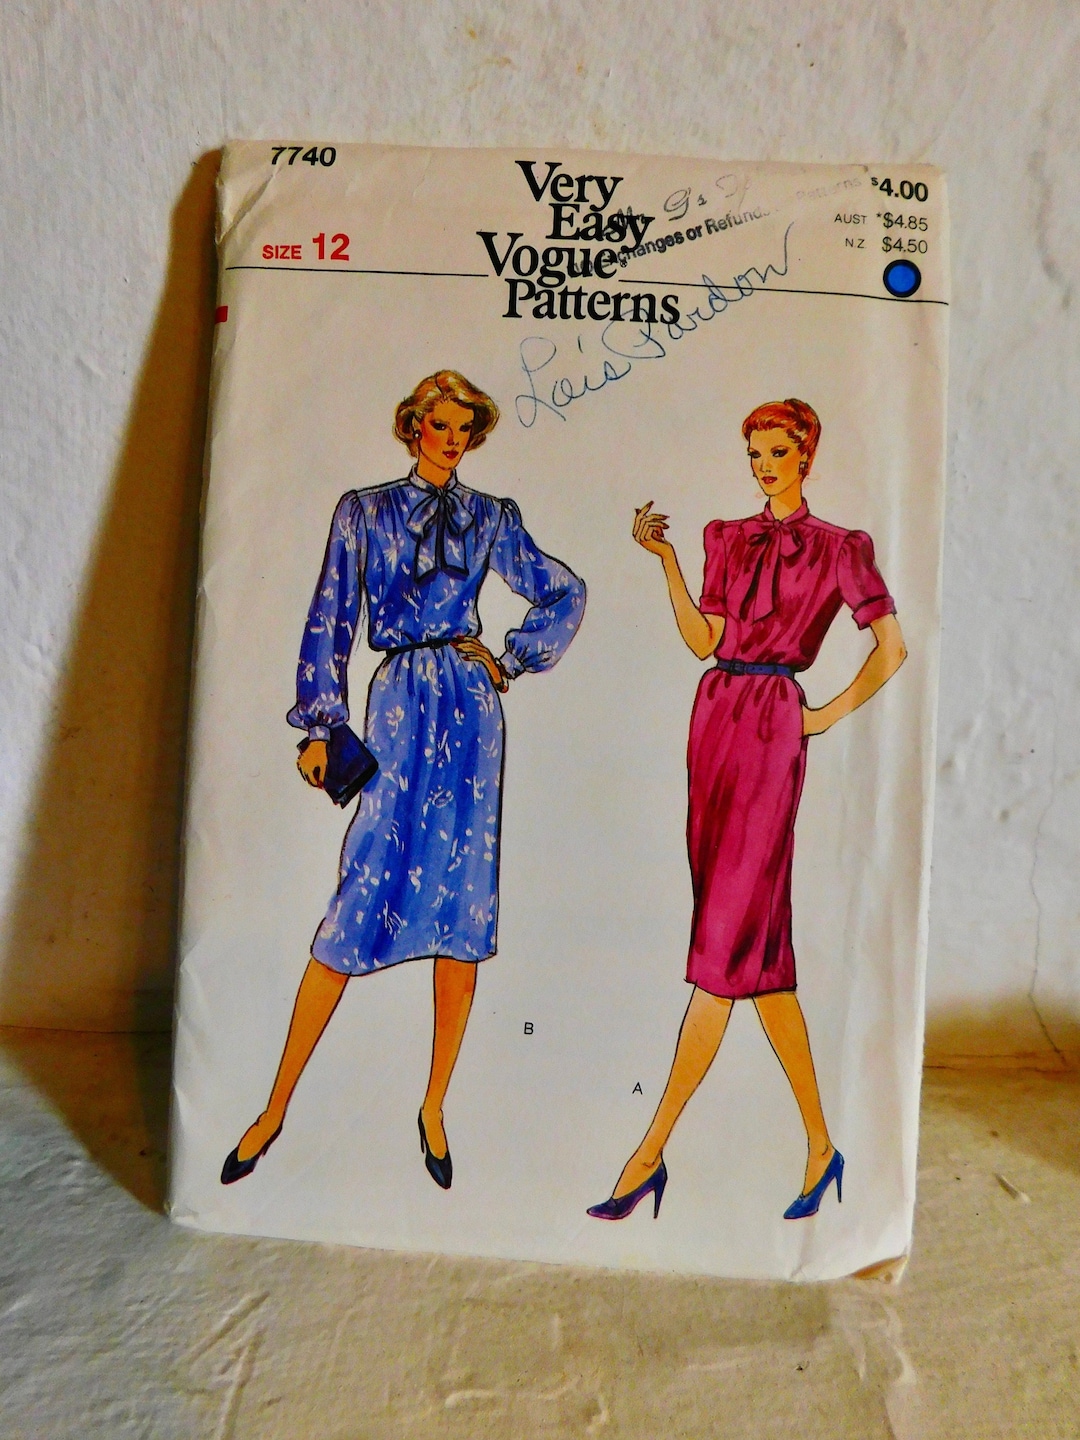 7740
SIZE 12
Very
Easy
Vogue
Patterns
$4.00
AUST *$4.85
NZ $4.50
Patterns
or Refunds
Lois Pardon
B
A